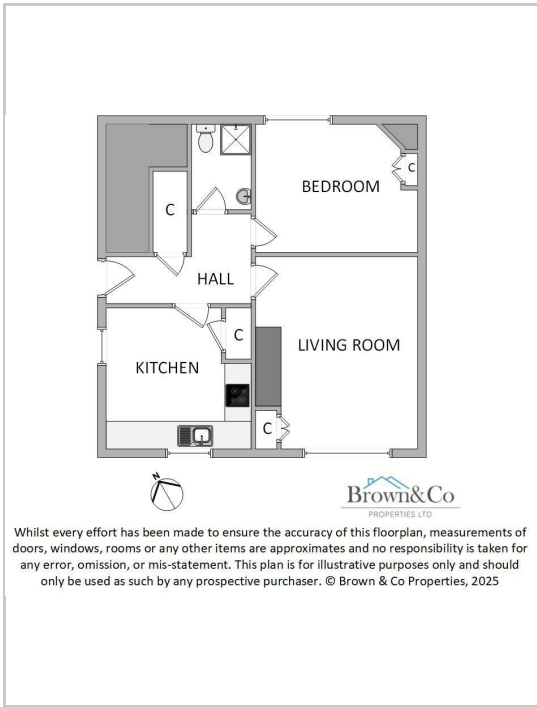 C
BEDROOM
C
HALL
C
LIVING ROOM
KITCHEN
C
N
Brown&Co
PROPERTIES LTD
Whilst every effort has been made to ensure the accuracy of this floorplan, measurements of
doors, windows, rooms or any other items are approximates and no responsibility is taken for
any error, omission, or mis-statement. This plan is for illustrative purposes only and should
only be used as such by any prospective purchaser. © Brown & Co Properties, 2025